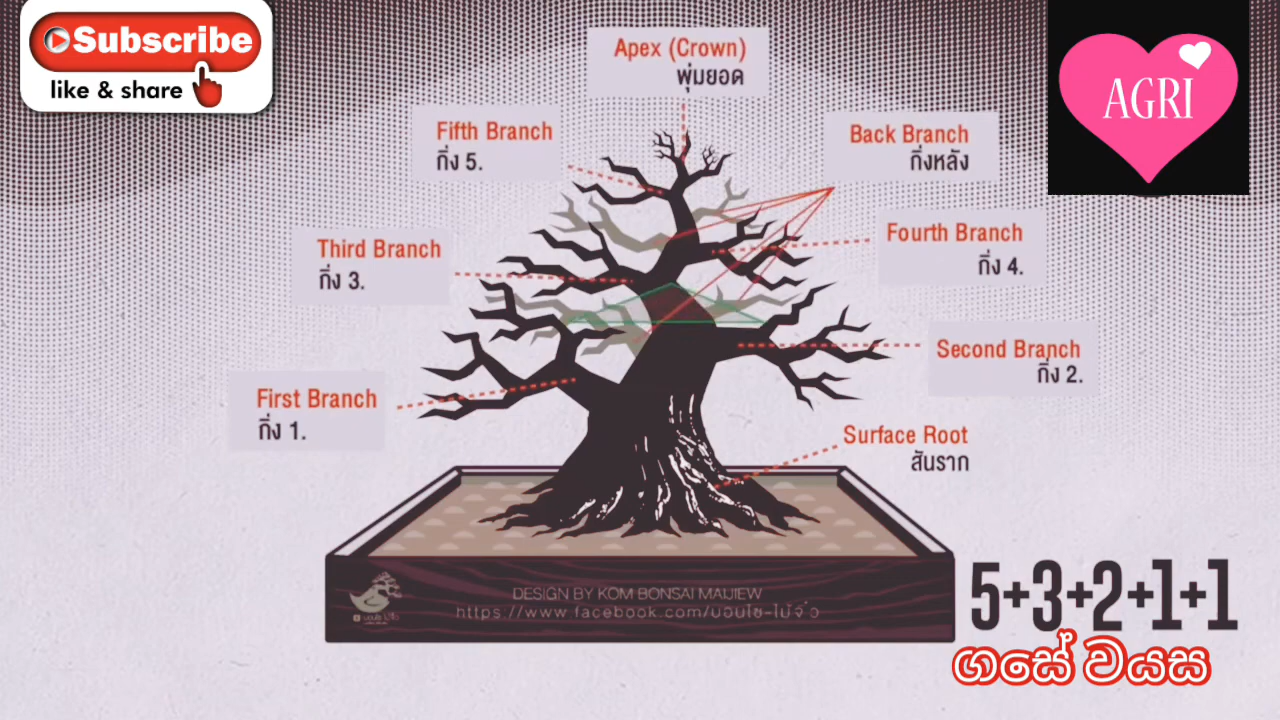 Subscribe
like & share
Apex (Crown)
พุ่มยอด
AGRI
Fifth Branch
กิ่ง 5.
Back Branch
กิ่งหลัง
Third Branch
กิ่ง 3.
Fourth Branch
กิ่ง 4.
Second Branch
กิ่ง 2.
First Branch
กิ่ง 1.
Surface Root
สันราก
DESIGN BY KOM BONSAI MAIJIEW
https://www.facebook.com/บอนไซ-ไม้จิ๋ว
5+3+2+1+1
ගසේ වයස